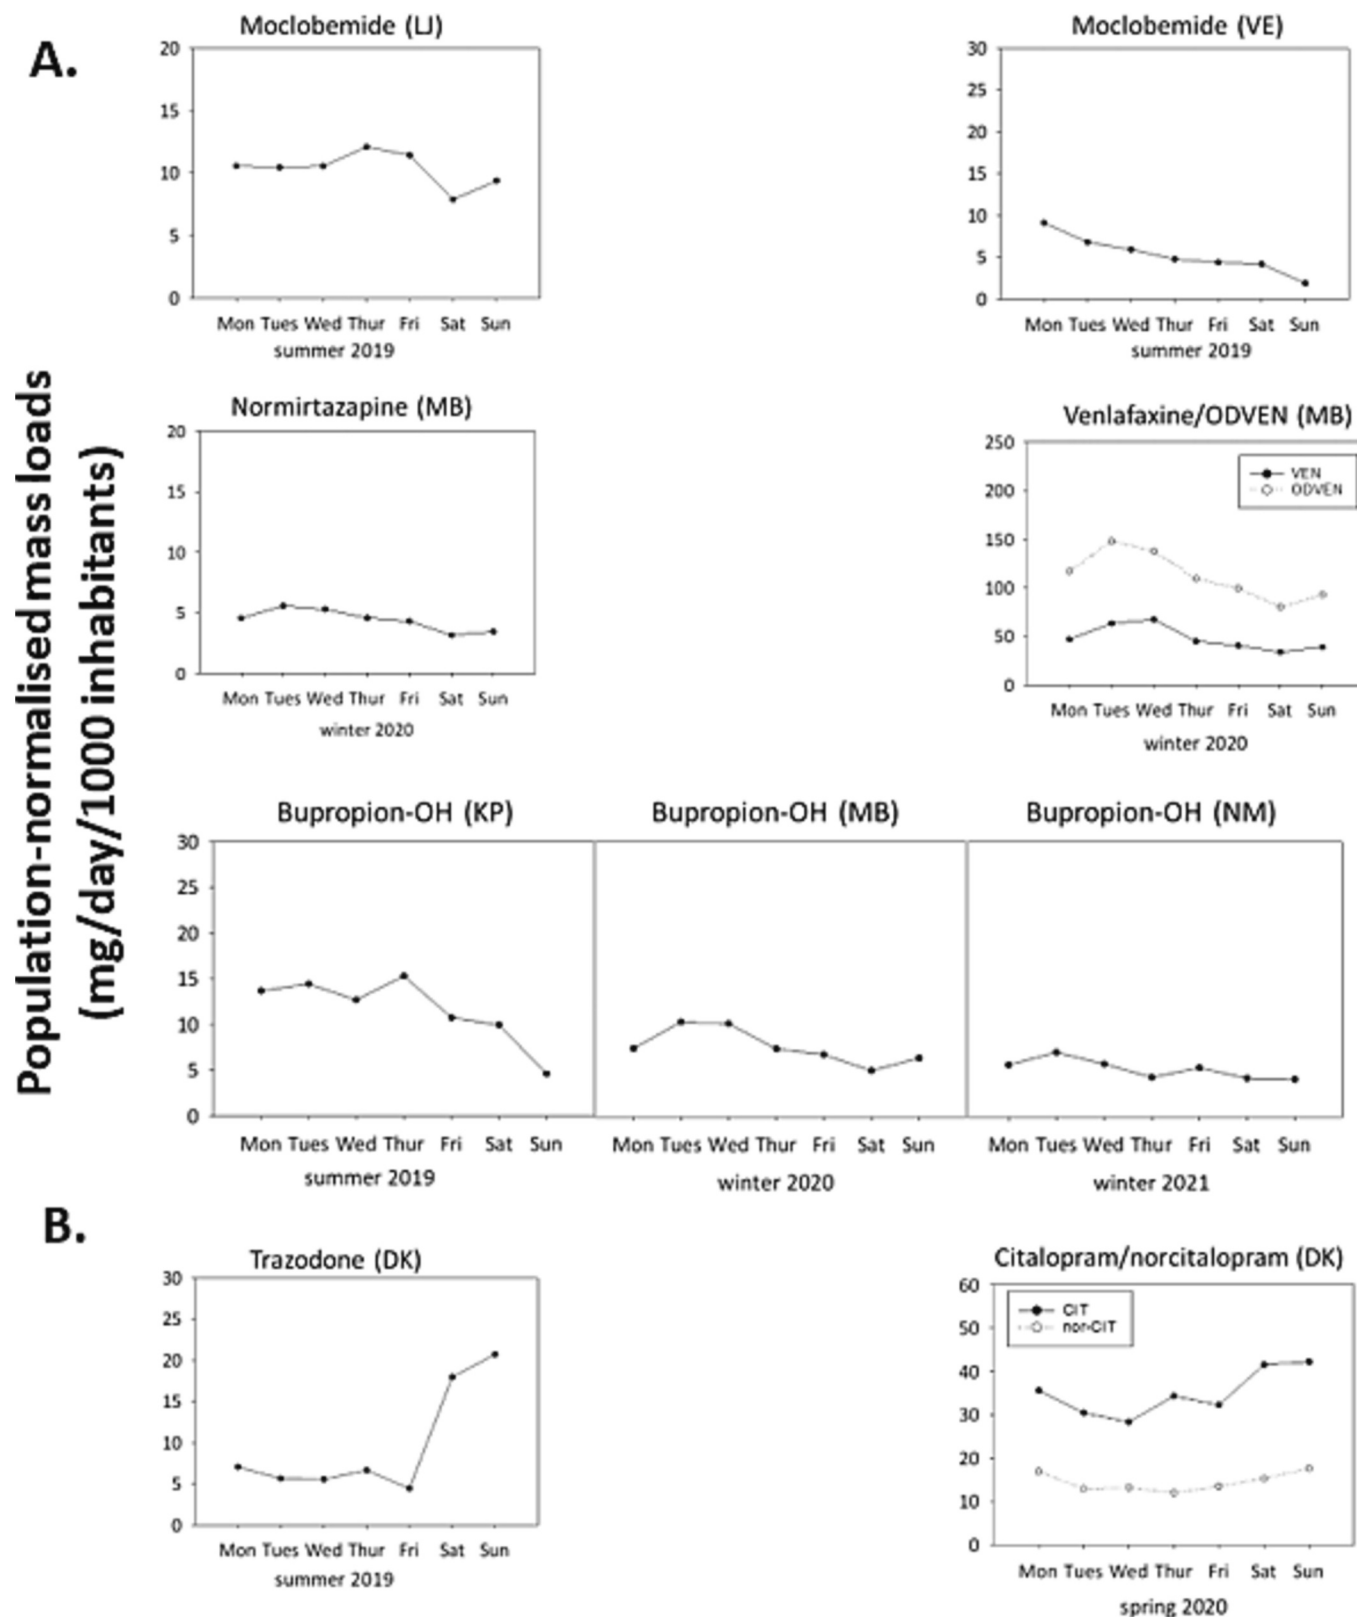 A.
Population-normalised mass loads
(mg/day/1000 inhabitants)
Moclobemide (LJ)
20
15
10
5
0
Mon Tues Wed Thur Fri Sat Sun
summer 2019
Moclobemide (VE)
30
25
20
15
10
5
0
Mon Tues Wed Thur Fri Sat Sun
summer 2019
Normirtazapine (MB)
20
15
10
5
0
Mon Tues Wed Thur Fri Sat Sun
winter 2020
Venlafaxine/ODVEN (MB)
250
200
150
100
50
0
VEN
ODVEN
Mon Tues Wed Thur Fri Sat Sun
winter 2020
Bupropion-OH (KP)
30
25
20
15
10
5
0
Mon Tues Wed Thur Fri Sat Sun
summer 2019
Bupropion-OH (MB)
Mon Tues Wed Thur Fri Sat Sun
winter 2020
Bupropion-OH (NM)
Mon Tues Wed Thur Fri Sat Sun
winter 2021
B.
Trazodone (DK)
30
25
20
15
10
5
0
Mon Tues Wed Thur Fri Sat Sun
summer 2019
Citalopram/norcitalopram (DK)
60
50
40
30
20
10
0
CIT
nor-CIT
Mon Tues Wed Thur Fri Sat Sun
spring 2020